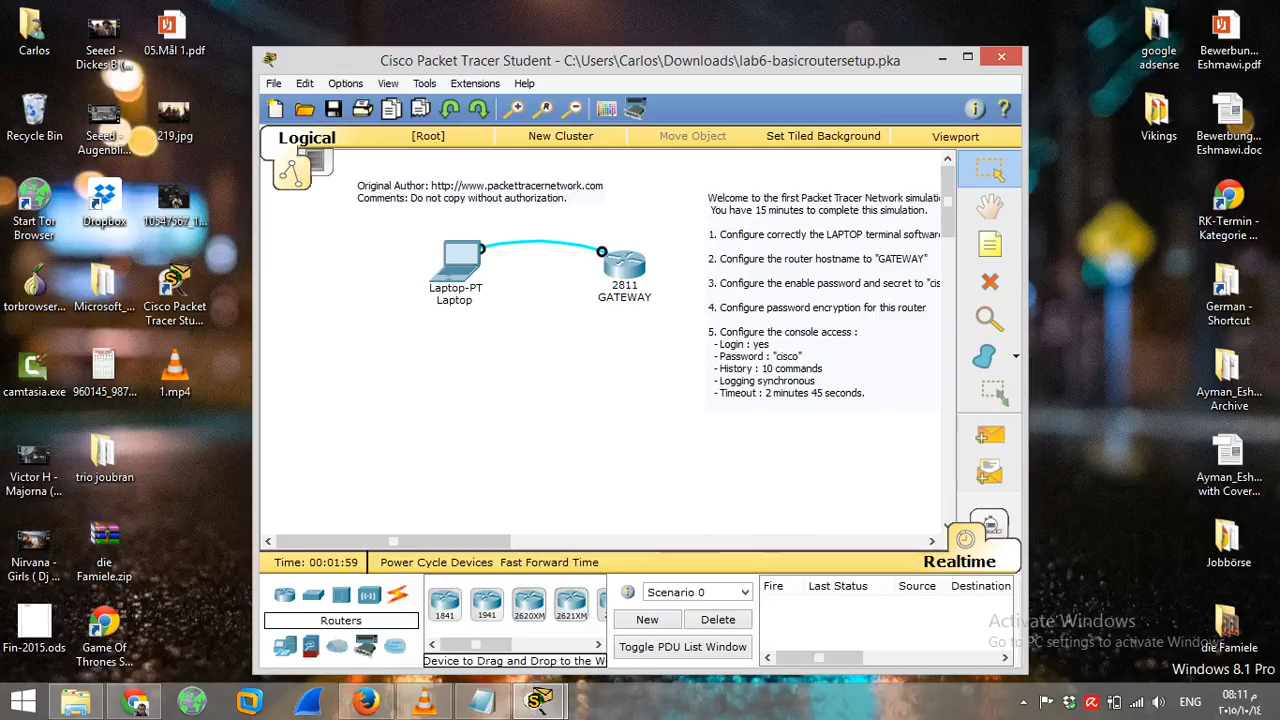 Carlos
Seeed -
Dickes B (...
05.Mål 1.pdf
Recycle Bin
Seeed -
Augenbli...
219.jpg
Start Tor
Browser
Dropbox
10547567_1...
torbrowser...
Microsoft_...
Cisco Packet
Tracer Stu...
camtasia.exe
960145_987...
1.mp4
Victor H -
Majorna (...
trio joubran
Nirvana -
Girls ( Dj ...
die
Famiele.zip
Fin-2015.ods
Game Of
Thrones S...
Cisco Packet Tracer Student - C:\Users\Carlos\Downloads\lab6-basicroutersetup.pka
File Edit Options View Tools Extensions Help
Logical [Root] New Cluster Move Object Set Tiled Background Viewport
Original Author: http://www.packettracernetwork.com
Comments: Do not copy without authorization.
Laptop-PT
Laptop
2811
GATEWAY
Welcome to the first Packet Tracer Network simulati
You have 15 minutes to complete this simulation.
1. Configure correctly the LAPTOP terminal software
2. Configure the router hostname to "GATEWAY"
3. Configure the enable password and secret to "cis
4. Configure password encryption for this router
5. Configure the console access :
- Login : yes
- Password : "cisco"
- History : 10 commands
- Logging synchronous
- Timeout : 2 minutes 45 seconds.
Time: 00:01:59 Power Cycle Devices Fast Forward Time Realtime
Routers
1841 1941 2620XM 2621XM
Device to Drag and Drop to the W
Scenario 0
New Delete
Toggle PDU List Window
Fire Last Status Source Destination
google
adsense
Bewerbun...
Eshmawi.pdf
Vikings
Bewerbung...
Eshmawi.doc
RK-Termin -
Kategorie ...
German -
Shortcut
Ayman_Esh...
Archive
Ayman_Esh...
with Cover...
Jobbörse
die Famiele
Activate Windows
Go to PC settings to activate Windows.
Windows 8.1 Pro
ENG
08:11 م
٢٠١٥/١٠/١٤